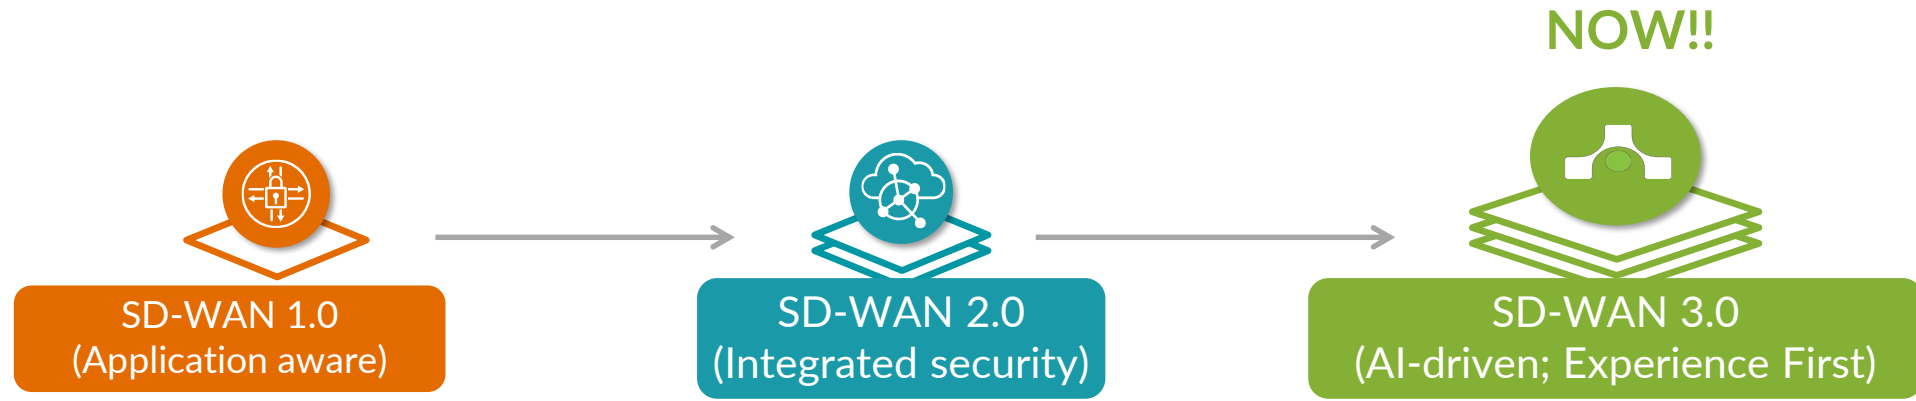 NOW!!
SD-WAN 1.0
(Application aware)
SD-WAN 2.0
(Integrated security)
SD-WAN 3.0
(AI-driven; Experience First)